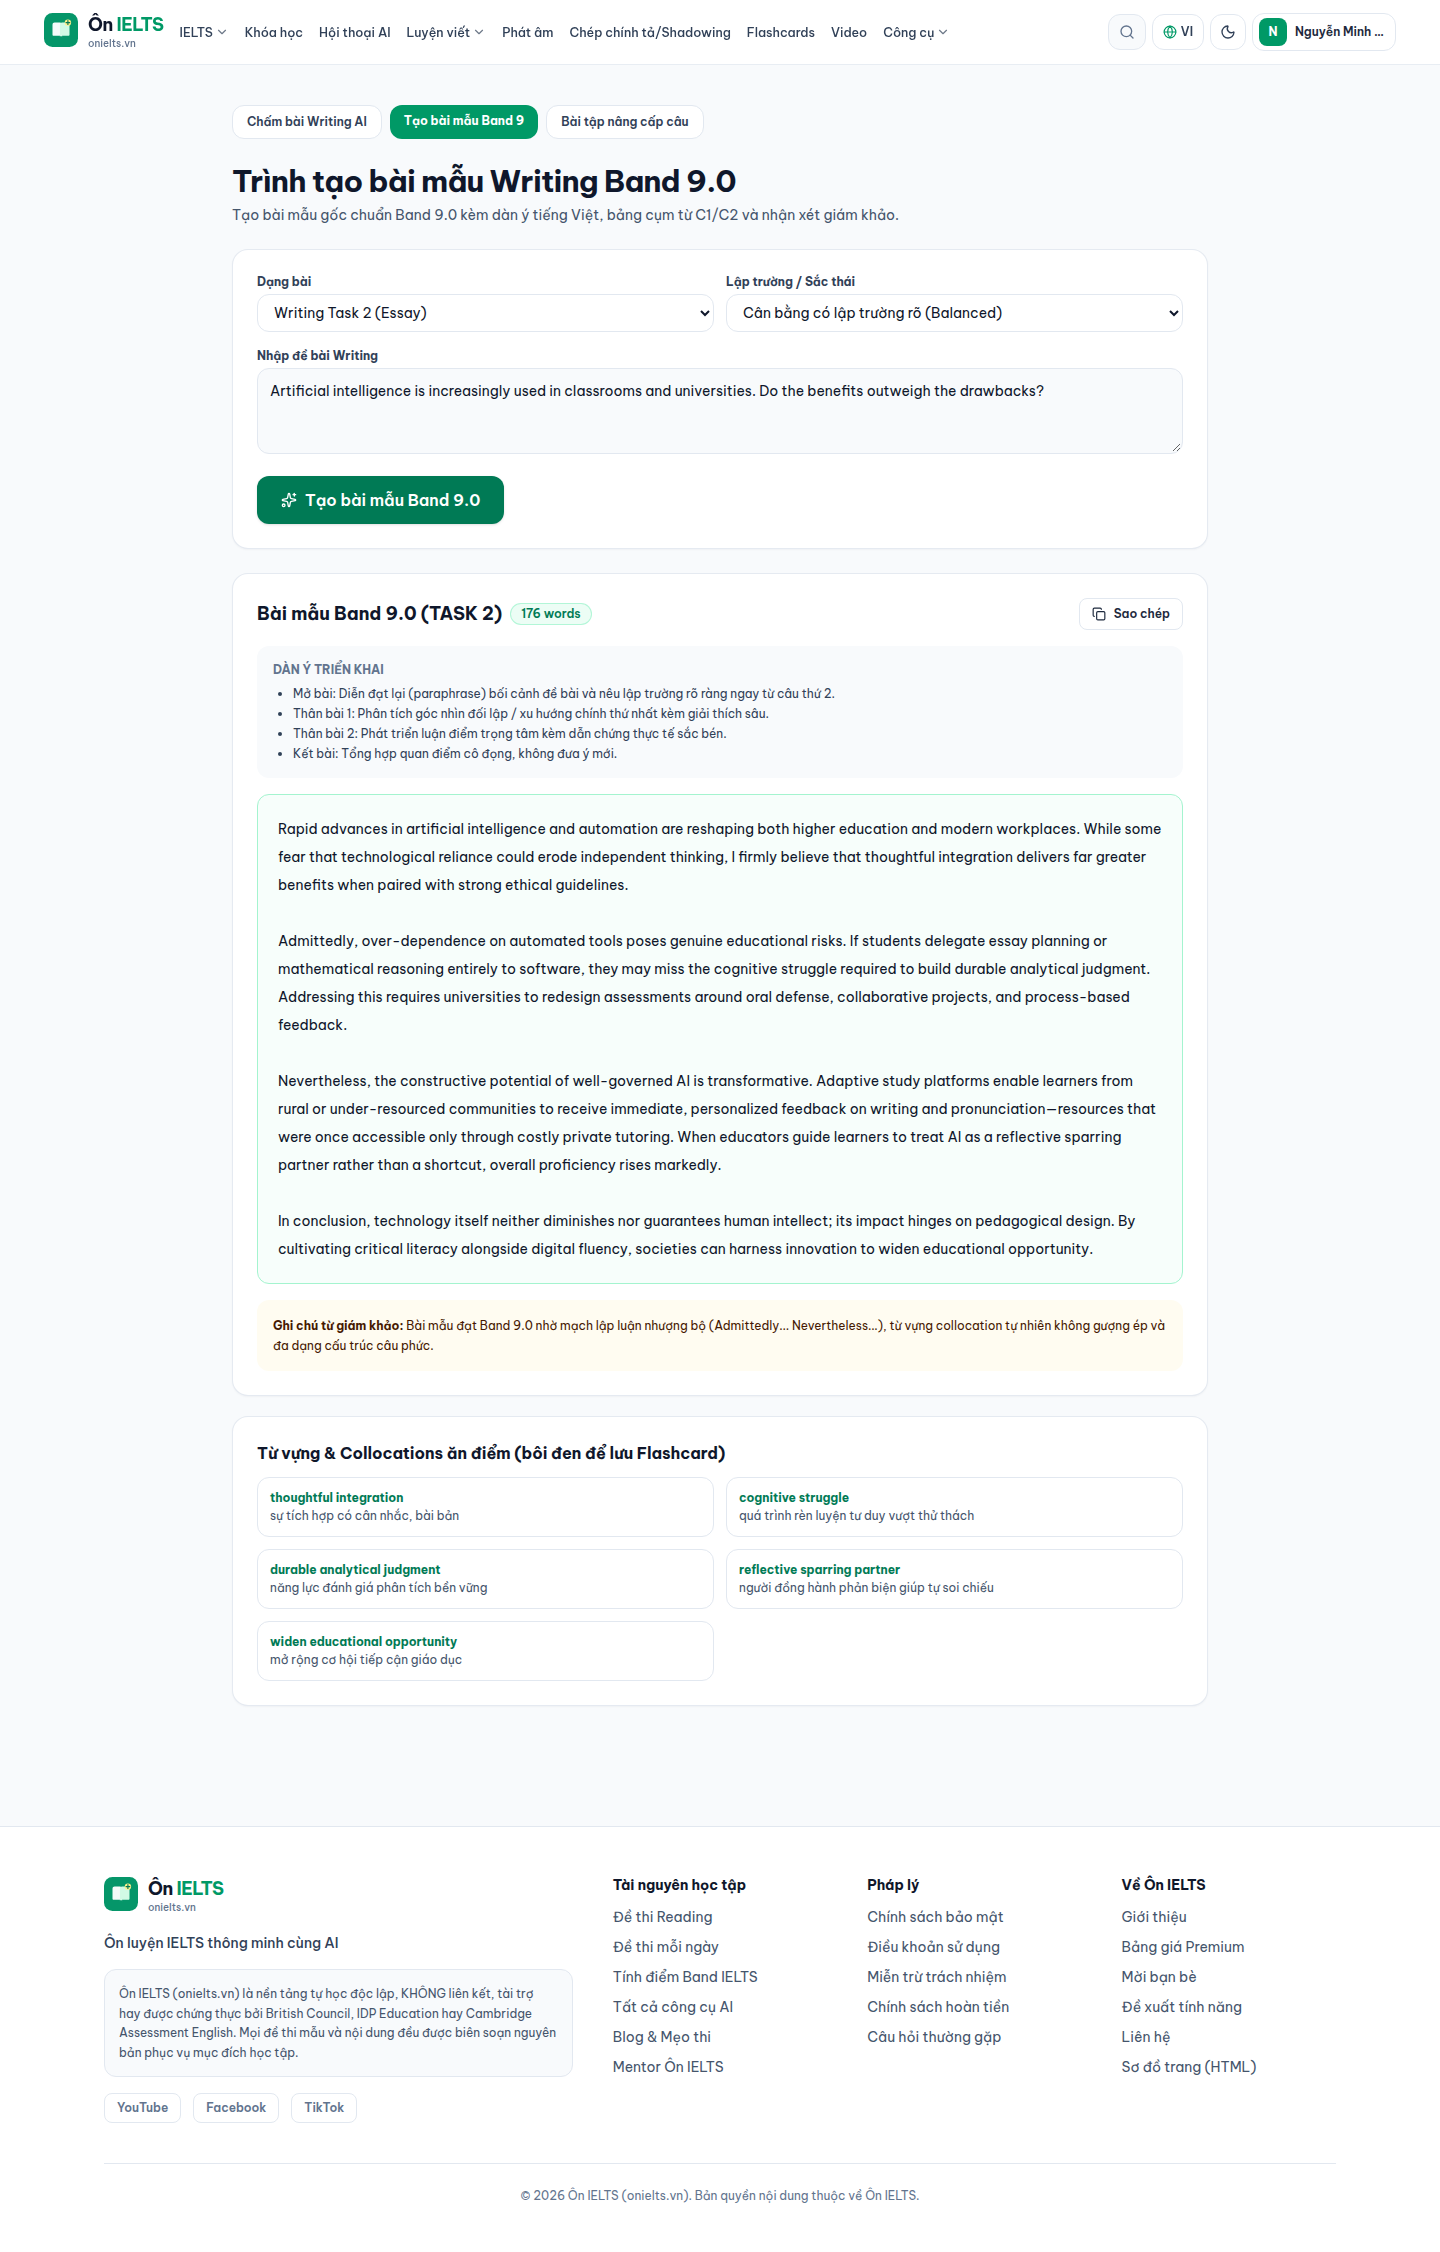 Ôn IELTS
onielts.vn
IELTS
Khóa học
Hội thoại AI
Luyện viết
Phát âm
Chép chính tả/Shadowing
Flashcards
Video
Công cụ
VI
N
Nguyễn Minh ...
Chấm bài Writing AI
Tạo bài mẫu Band 9
Bài tập nâng cấp câu
Trình tạo bài mẫu Writing Band 9.0
Tạo bài mẫu gốc chuẩn Band 9.0 kèm dàn ý tiếng Việt, bảng cụm từ C1/C2 và nhận xét giám khảo.
Dạng bài
Lập trường / Sắc thái
Writing Task 2 (Essay)
Cân bằng có lập trường rõ (Balanced)
Nhập đề bài Writing
Artificial intelligence is increasingly used in classrooms and universities. Do the benefits outweigh the drawbacks?
Tạo bài mẫu Band 9.0
Bài mẫu Band 9.0 (TASK 2)
176 words
Sao chép
DÀN Ý TRIỂN KHAI
• Mở bài: Diễn đạt lại (paraphrase) bối cảnh đề bài và nêu lập trường rõ ràng ngay từ câu thứ 2.
• Thân bài 1: Phân tích góc nhìn đối lập / xu hướng chính thứ nhất kèm giải thích sâu.
• Thân bài 2: Phát triển luận điểm trọng tâm kèm dẫn chứng thực tế sắc bén.
• Kết bài: Tổng hợp quan điểm cô đọng, không đưa ý mới.
Rapid advances in artificial intelligence and automation are reshaping both higher education and modern workplaces. While some
fear that technological reliance could erode independent thinking, I firmly believe that thoughtful integration delivers far greater
benefits when paired with strong ethical guidelines.
Admittedly, over-dependence on automated tools poses genuine educational risks. If students delegate essay planning or
mathematical reasoning entirely to software, they may miss the cognitive struggle required to build durable analytical judgment.
Addressing this requires universities to redesign assessments around oral defense, collaborative projects, and process-based
feedback.
Nevertheless, the constructive potential of well-governed AI is transformative. Adaptive study platforms enable learners from
rural or under-resourced communities to receive immediate, personalized feedback on writing and pronunciation—resources that
were once accessible only through costly private tutoring. When educators guide learners to treat AI as a reflective sparring
partner rather than a shortcut, overall proficiency rises markedly.
In conclusion, technology itself neither diminishes nor guarantees human intellect; its impact hinges on pedagogical design. By
cultivating critical literacy alongside digital fluency, societies can harness innovation to widen educational opportunity.
Ghi chú từ giám khảo: Bài mẫu đạt Band 9.0 nhờ mạch lập luận nhượng bộ (Admittedly... Nevertheless...), từ vựng collocation tự nhiên không gượng ép và
đa dạng cấu trúc câu phức.
Từ vựng & Collocations ăn điểm (bôi đen để lưu Flashcard)
thoughtful integration
sự tích hợp có cân nhắc, bài bản
cognitive struggle
quá trình rèn luyện tư duy vượt thử thách
durable analytical judgment
năng lực đánh giá phân tích bền vững
reflective sparring partner
người đồng hành phản biện giúp tự soi chiếu
widen educational opportunity
mở rộng cơ hội tiếp cận giáo dục
Ôn IELTS
onielts.vn
Ôn luyện IELTS thông minh cùng AI
Ôn IELTS (onielts.vn) là nền tảng tự học độc lập, KHÔNG liên kết, tài trợ
hay được chứng thực bởi British Council, IDP Education hay Cambridge
Assessment English. Mọi đề thi mẫu và nội dung đều được biên soạn nguyên
bản phục vụ mục đích học tập.
YouTube
Facebook
TikTok
Tài nguyên học tập
Đề thi Reading
Đề thi mỗi ngày
Tính điểm Band IELTS
Tất cả công cụ AI
Blog & Mẹo thi
Mentor Ôn IELTS
Pháp lý
Chính sách bảo mật
Điều khoản sử dụng
Miễn trừ trách nhiệm
Chính sách hoàn tiền
Câu hỏi thường gặp
Về Ôn IELTS
Giới thiệu
Bảng giá Premium
Mời bạn bè
Đề xuất tính năng
Liên hệ
Sơ đồ trang (HTML)
© 2026 Ôn IELTS (onielts.vn). Bản quyền nội dung thuộc về Ôn IELTS.